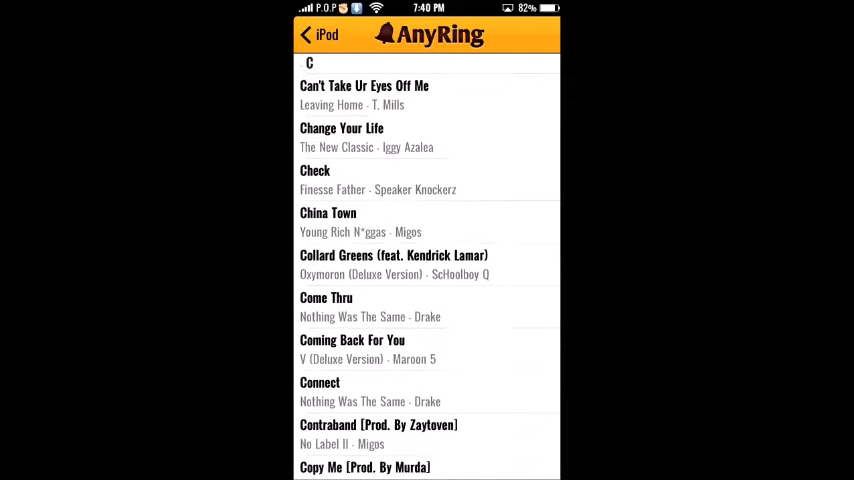 P.O.P✊ 7:40 PM 82%
iPod AnyRing
C
Can't Take Ur Eyes Off Me
Leaving Home - T. Mills
Change Your Life
The New Classic - Iggy Azalea
Check
Finesse Father - Speaker Knockerz
China Town
Young Rich N*ggas - Migos
Collard Greens (feat. Kendrick Lamar)
Oxymoron (Deluxe Version) - ScHoolboy Q
Come Thru
Nothing Was The Same - Drake
Coming Back For You
V (Deluxe Version) - Maroon 5
Connect
Nothing Was The Same - Drake
Contraband [Prod. By Zaytoven]
No Label II - Migos
Copy Me [Prod. By Murda]